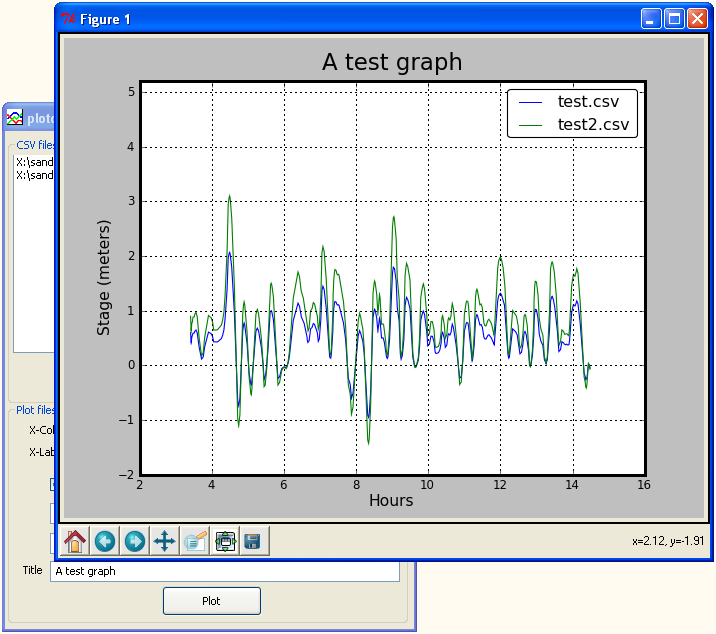 Figure 1
A test graph
test.csv
test2.csv
5
4
3
2
1
0
−1
−2
Stage (meters)
2 4 6 8 10 12 14 16
Hours
x=2.12, y=-1.91
CSV files
X:\sand
X:\sand
Plot files
X-Col
X-Lab
Title A test graph
Plot